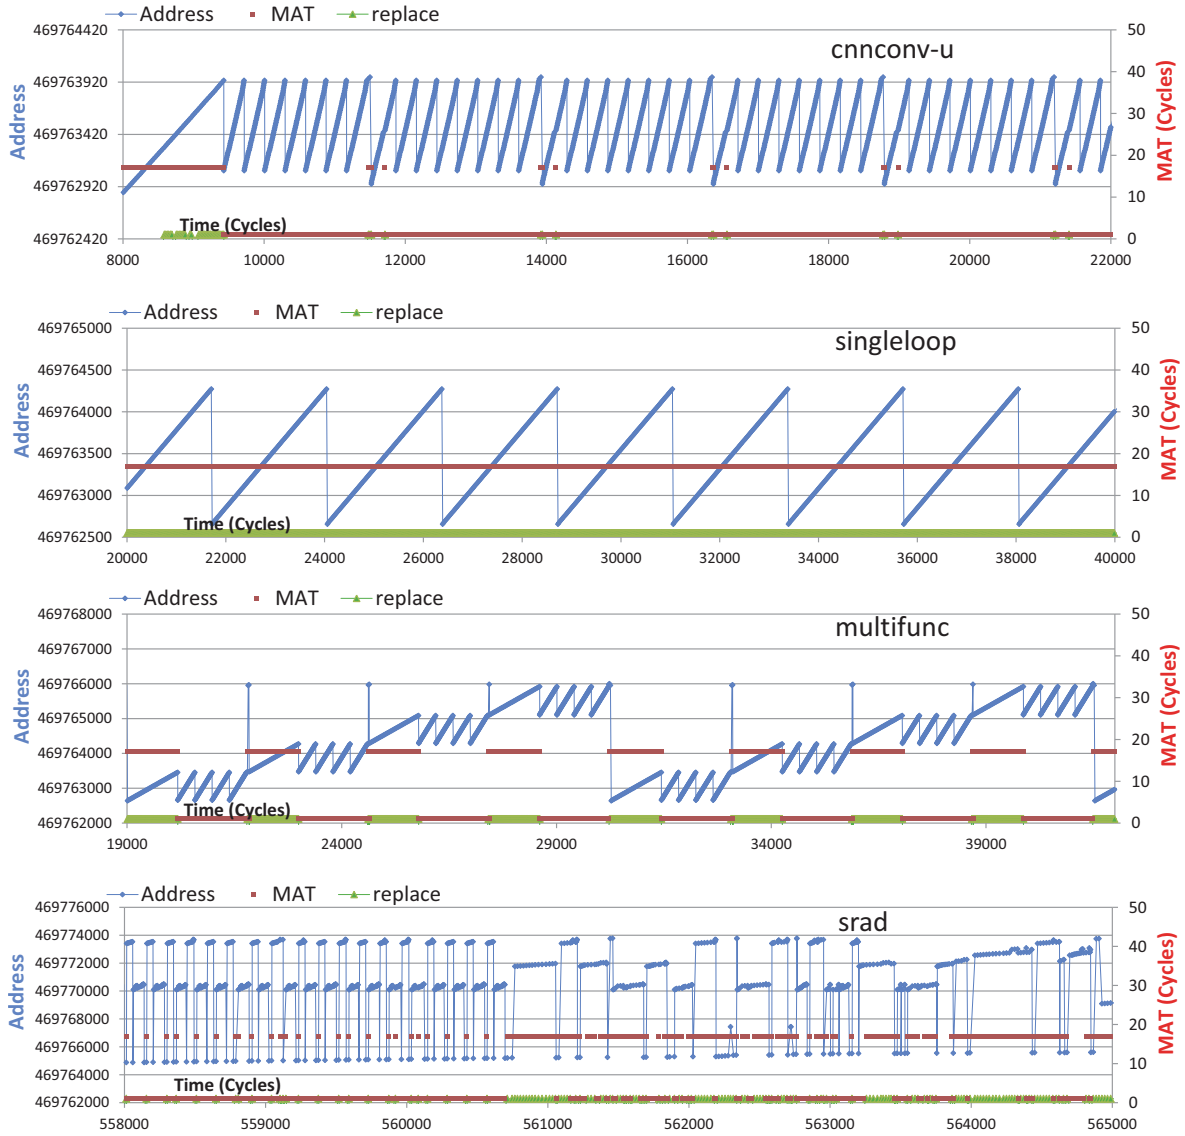 Address MAT replace
469764420 50
cnnconv-u
40
469763920
30
469763420
20
469762920
10
Time (Cycles)
469762420 0
8000 10000 12000 14000 16000 18000 20000 22000
Address
MAT (Cycles)
Address MAT replace
469765000 50
singleloop
469764500
40
469764000
30
469763500
20
469763000
10
Time (Cycles)
469762500 0
20000 22000 24000 26000 28000 30000 32000 34000 36000 38000 40000
Address
MAT (Cycles)
Address MAT replace
469768000 50
multifunc
469767000
40
469766000
30
469765000
20
469764000
469763000 10
Time (Cycles)
469762000 0
19000 24000 29000 34000 39000
Address
MAT (Cycles)
Address MAT replace
469776000 50
srad
469774000
40
469772000
30
469770000
469768000 20
469766000
10
469764000
Time (Cycles)
469762000 0
558000 559000 560000 561000 562000 563000 564000 565000
Address
MAT (Cycles)